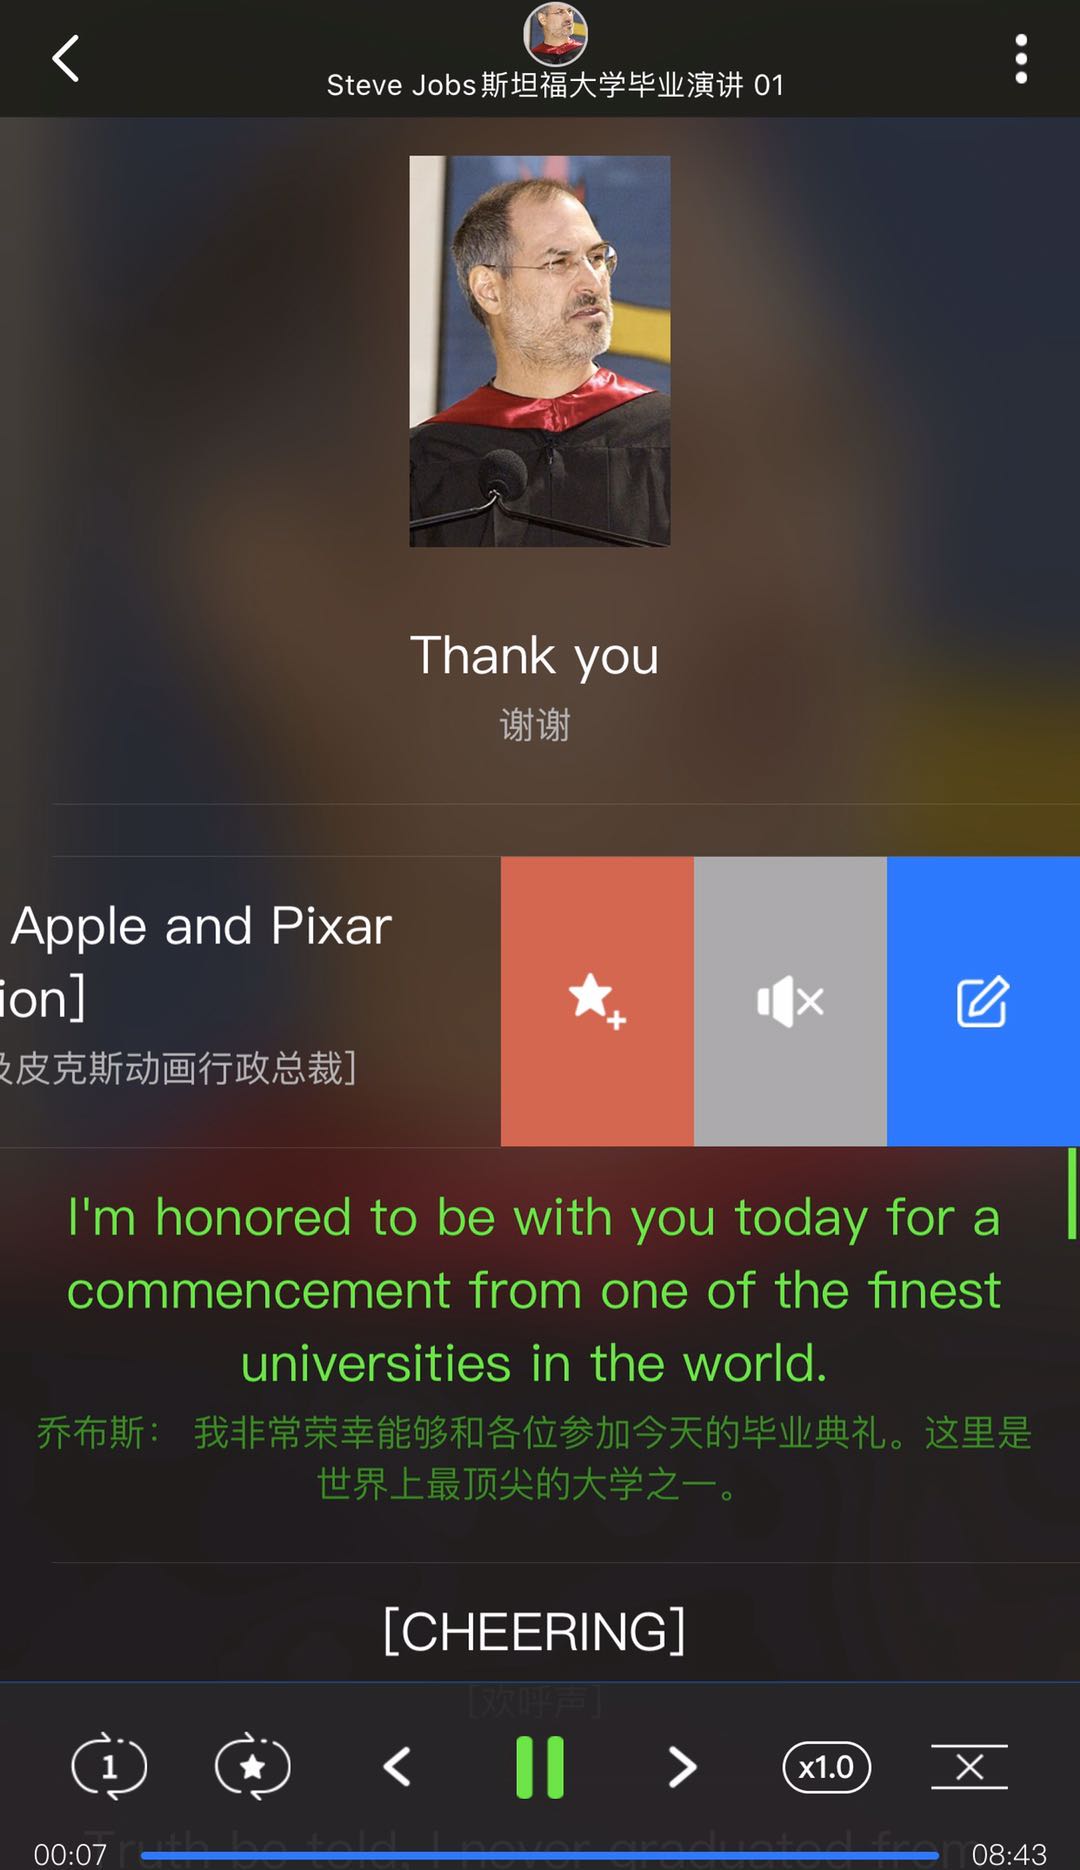 Steve Jobs斯坦福大学毕业演讲 01
Thank you
谢谢
Apple and Pixar
ion]
皮克斯动画行政总裁]
I'm honored to be with you today for a
commencement from one of the finest
universities in the world.
乔布斯： 我非常荣幸能够和各位参加今天的毕业典礼。这里是
世界上最顶尖的大学之一。
[CHEERING]
[欢呼声]
1
x1.0
Truth be told, I never graduated from
00:07
08:43